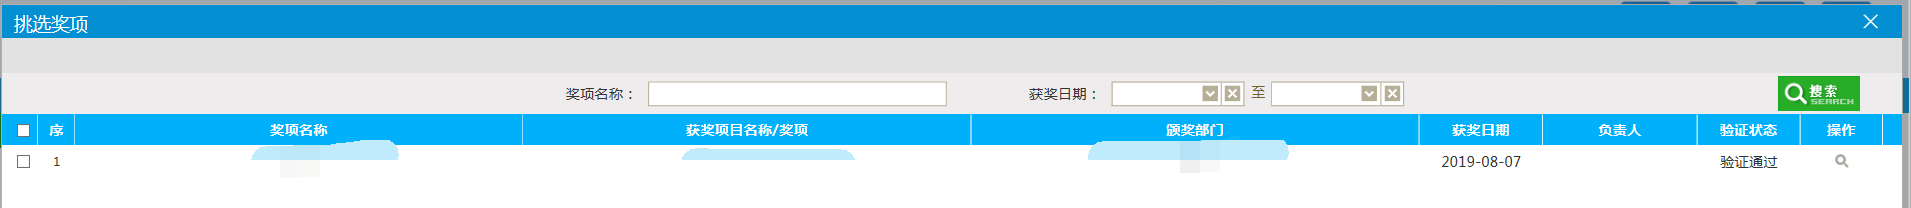 挑选奖项
奖项名称： 获奖日期： 至 搜索 SEARCH
序 奖项名称 获奖项目名称/奖项 颁奖部门 获奖日期 负责人 验证状态 操作
1 2019-08-07 验证通过